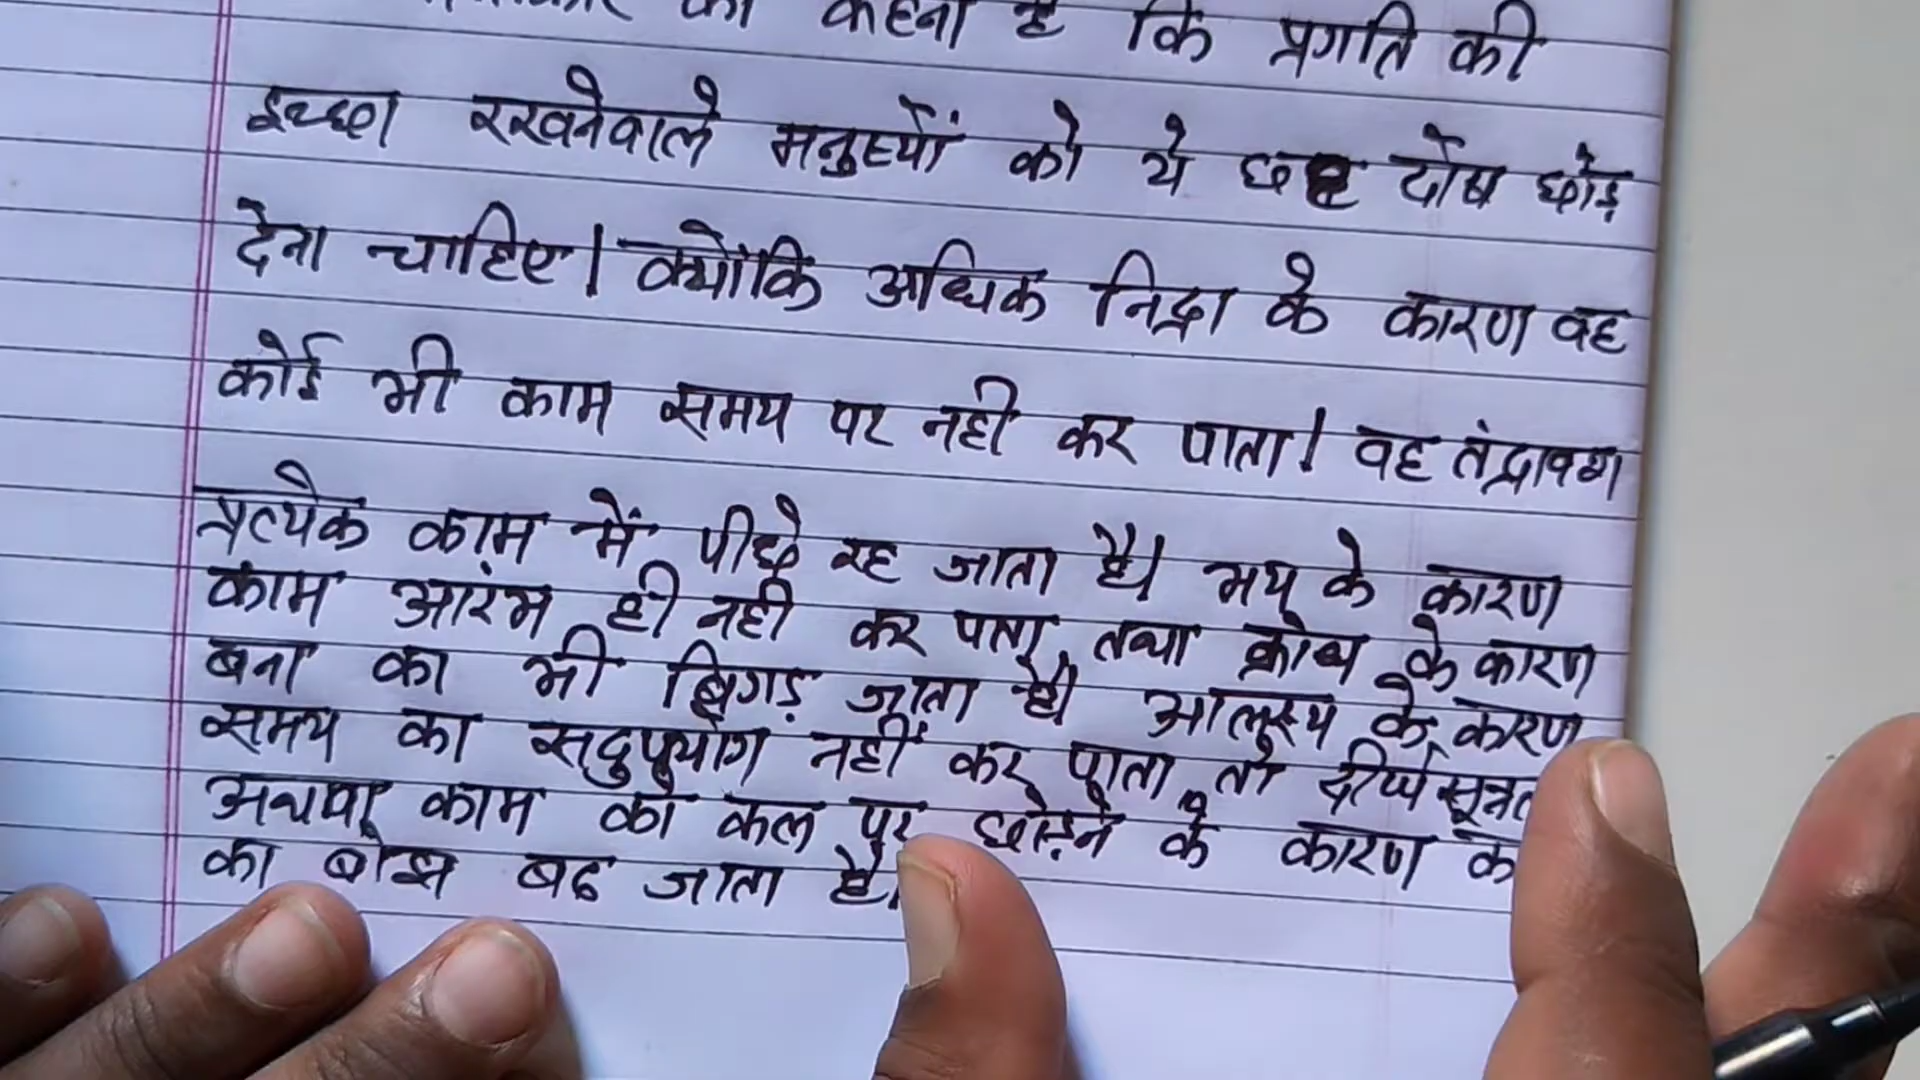 का कहना है कि प्रगति की
इच्छा रखनेवाले मनुष्यों को ये छह दोष छोड़
देना चाहिए। क्योंकि अधिक निद्रा के कारण वह
कोई भी काम समय पर नही कर पाता। वह तंद्रावश
प्रत्येक काम में पीछे रह जाता है। भय के कारण
काम आरंभ ही नही कर पाता, तथा क्रोध के कारण
बना का भी बिगड़ जाता है। आलस्य के करण
समय का सदुपुयोग नहीं कर पाता, तो दीर्घसूत्रत
अथवा काम को कल पर छोड़ने के कारण क
का बोझ बढ जाता है।